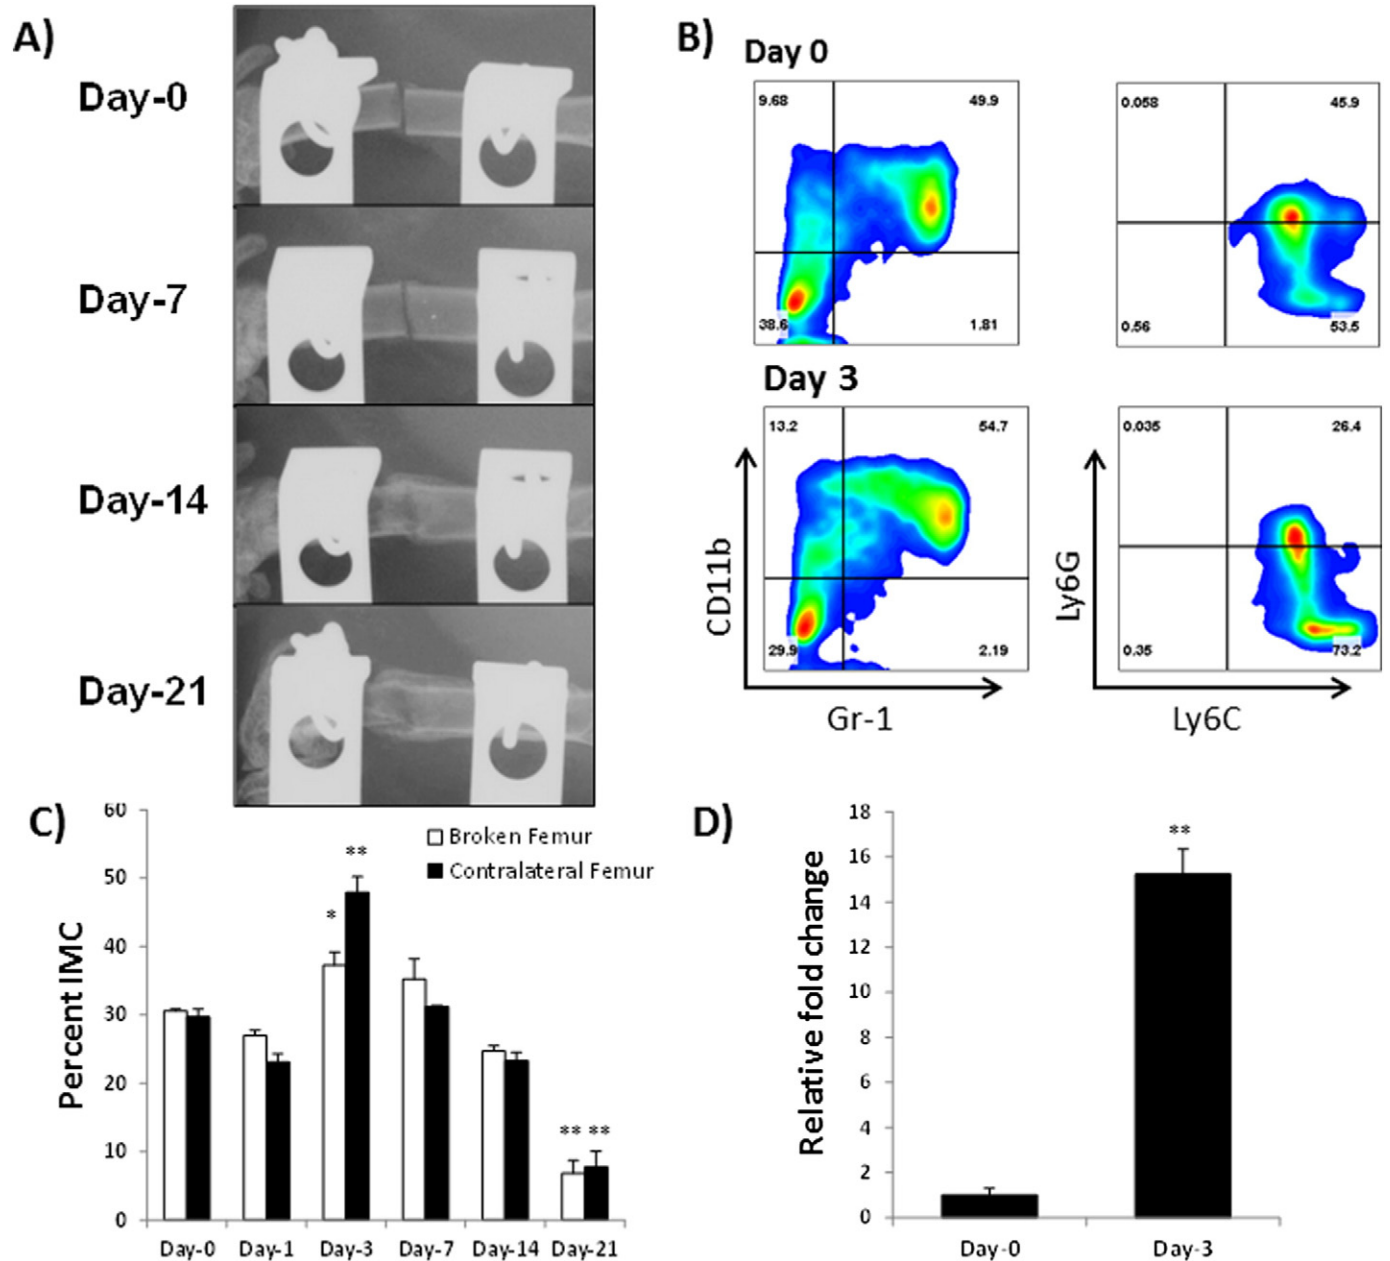 A)
Day-0
Day-7
Day-14
Day-21
B)
Day 0
9.68 49.9
38.6 1.81
0.058 45.9
0.56 53.5
Day 3
13.2 54.7
29.9 2.19
CD11b
Gr-1
0.035 26.4
0.35 73.2
Ly6G
Ly6C
C)
Percent IMC
60
50
40
30
20
10
0
Broken Femur
Contralateral Femur
*
**
** **
Day-0 Day-1 Day-3 Day-7 Day-14 Day-21
D)
Relative fold change
18
16
14
12
10
8
6
4
2
0
**
Day-0 Day-3